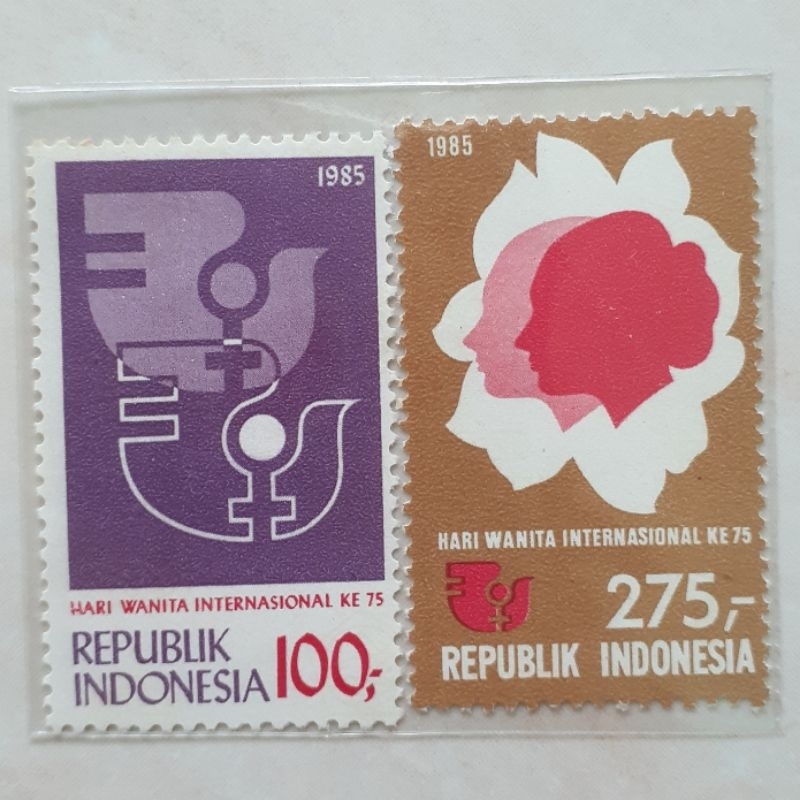 1985
HARI WANITA INTERNASIONAL KE 75
REPUBLIK
INDONESIA 100,-
1985
HARI WANITA INTERNASIONAL KE 75
275,-
REPUBLIK INDONESIA